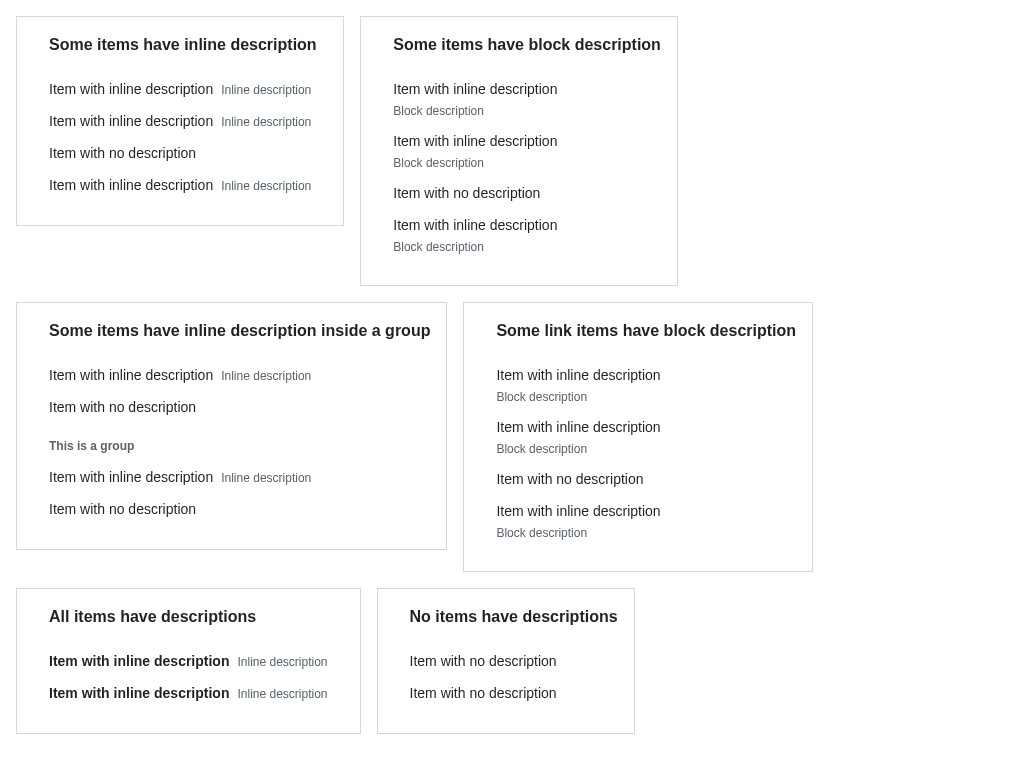 Some items have inline description
Item with inline description Inline description
Item with inline description Inline description
Item with no description
Item with inline description Inline description
Some items have block description
Item with inline description
Block description
Item with inline description
Block description
Item with no description
Item with inline description
Block description
Some items have inline description inside a group
Item with inline description Inline description
Item with no description
This is a group
Item with inline description Inline description
Item with no description
Some link items have block description
Item with inline description
Block description
Item with inline description
Block description
Item with no description
Item with inline description
Block description
All items have descriptions
Item with inline description Inline description
Item with inline description Inline description
No items have descriptions
Item with no description
Item with no description